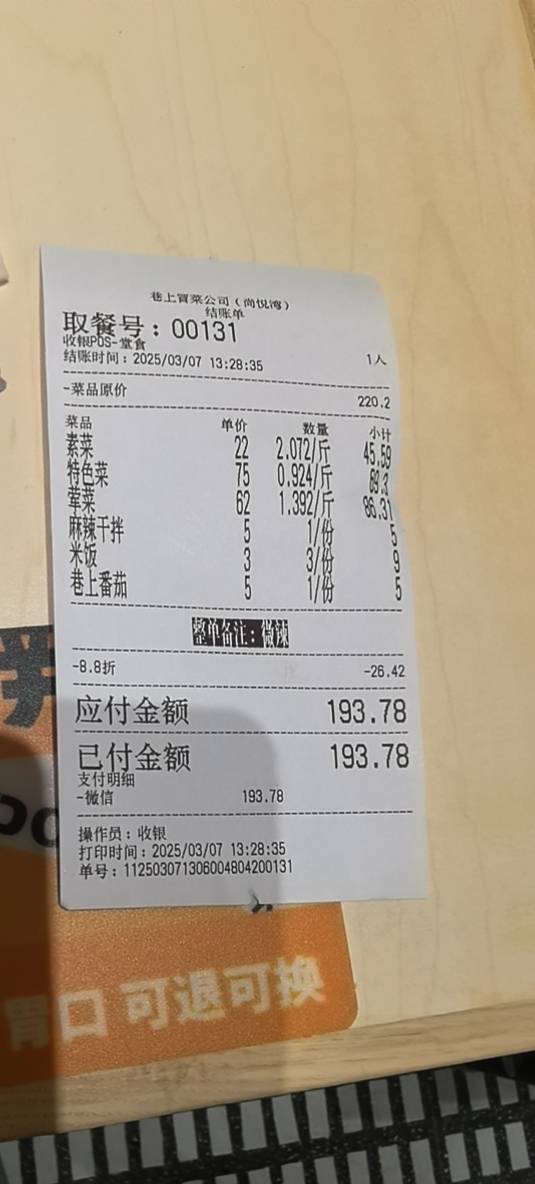 巷上冒菜公司（尚悦湾）
结账单
取餐号：00131
收银POS-堂食
结账时间：2025/03/07 13:28:35 1人
-菜品原价 220.2
菜品 单价 数量 小计
素菜 22 2.072/斤 45.59
特色菜 75 0.924/斤 69.3
荤菜 62 1.392/斤 86.31
麻辣干拌 5 1/份 5
米饭 3 3/份 9
巷上番茄 5 1/份 5
整单备注：微辣
-8.8折 -26.42
应付金额 193.78
已付金额 193.78
支付明细
-微信 193.78
操作员：收银
打印时间：2025/03/07 13:28:35
单号：112503071306004804200131
胃口 可退可换